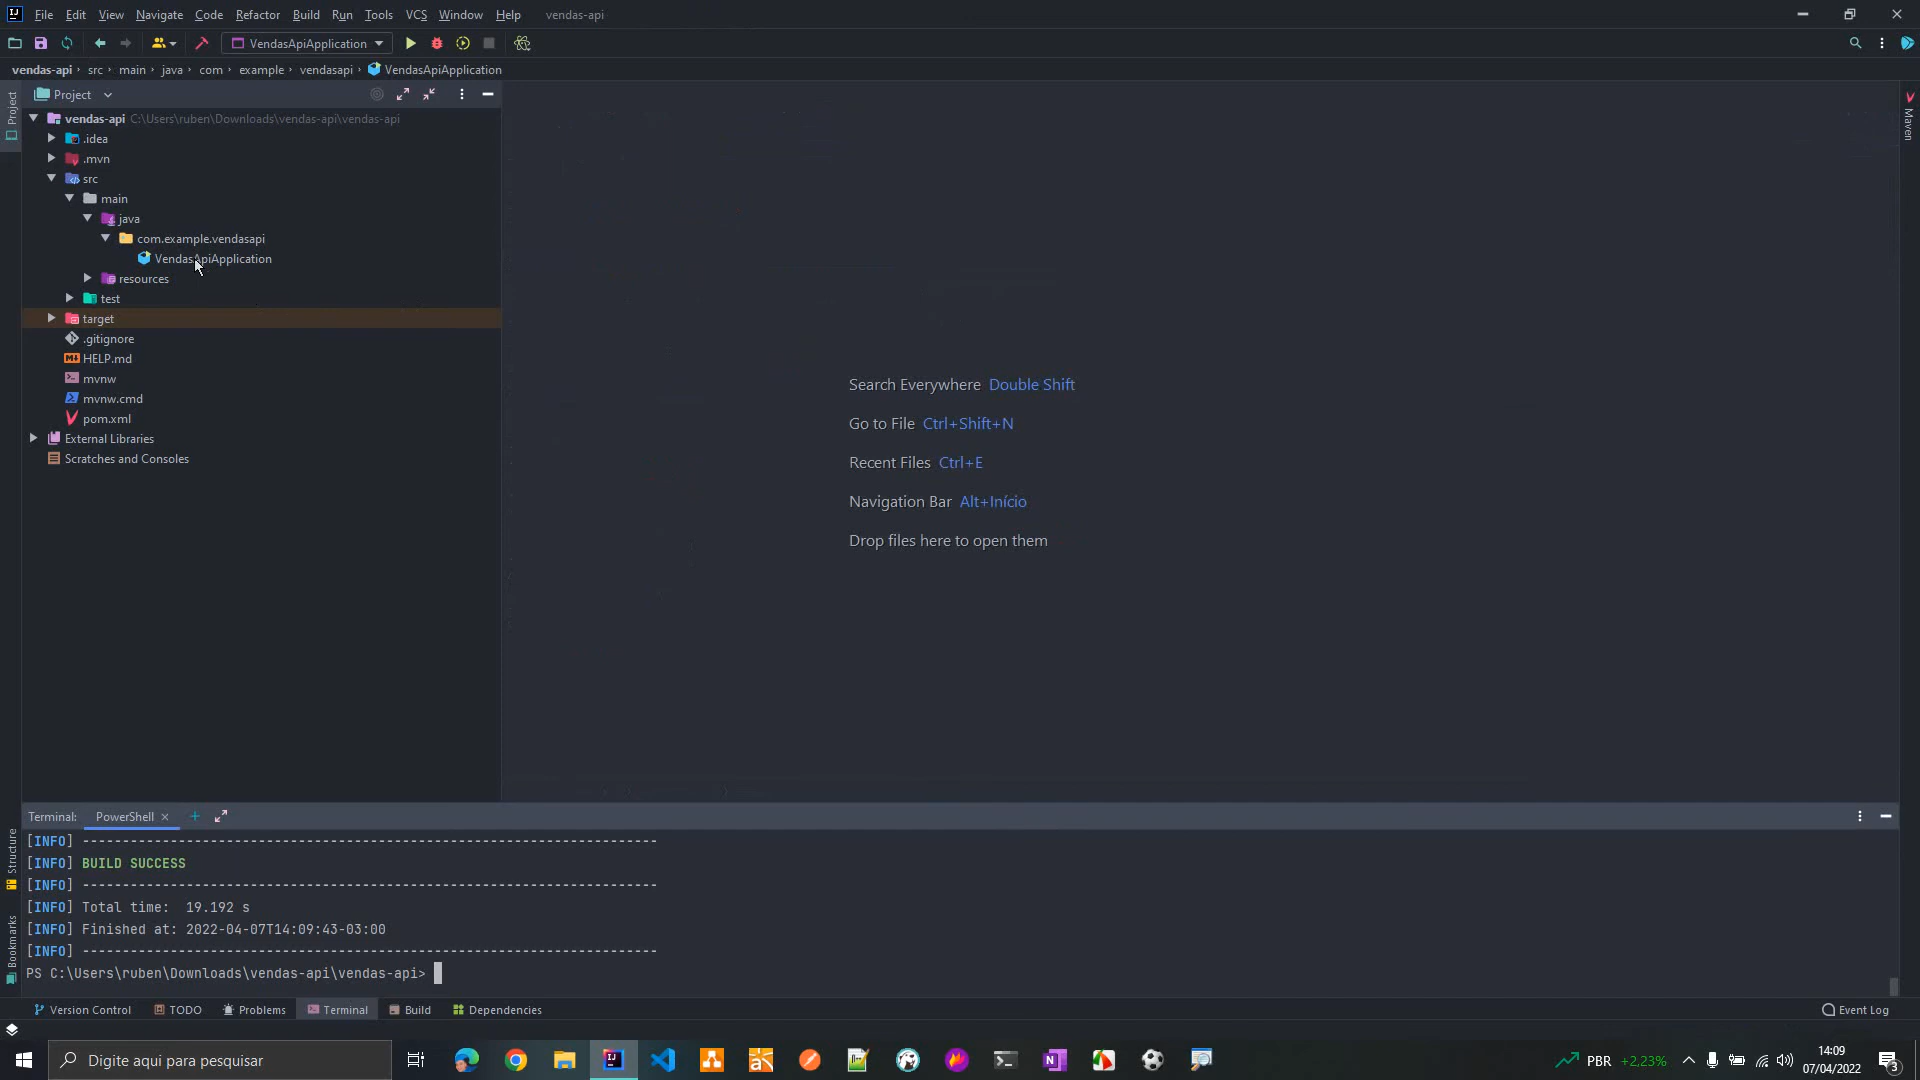 File Edit View Navigate Code Refactor Build Run Tools VCS Window Help vendas-api
VendasApiApplication
vendas-api src main java com example vendasapi VendasApiApplication
Project
Project
Maven
vendas-api C:\Users\ruben\Downloads\vendas-api\vendas-api
.idea
.mvn
src
main
java
com.example.vendasapi
VendasApiApplication
resources
test
target
.gitignore
HELP.md
mvnw
mvnw.cmd
pom.xml
External Libraries
Scratches and Consoles
Search Everywhere Double Shift
Go to File Ctrl+Shift+N
Recent Files Ctrl+E
Navigation Bar Alt+Início
Drop files here to open them
Structure
Bookmarks
Terminal: PowerShell
[INFO] ------------------------------------------------------------------------
[INFO] BUILD SUCCESS
[INFO] ------------------------------------------------------------------------
[INFO] Total time:  19.192 s
[INFO] Finished at: 2022-04-07T14:09:43-03:00
[INFO] ------------------------------------------------------------------------
PS C:\Users\ruben\Downloads\vendas-api\vendas-api>
Version Control TODO Problems Terminal Build Dependencies Event Log
Digite aqui para pesquisar
PBR +2,23%
14:09
07/04/2022
3